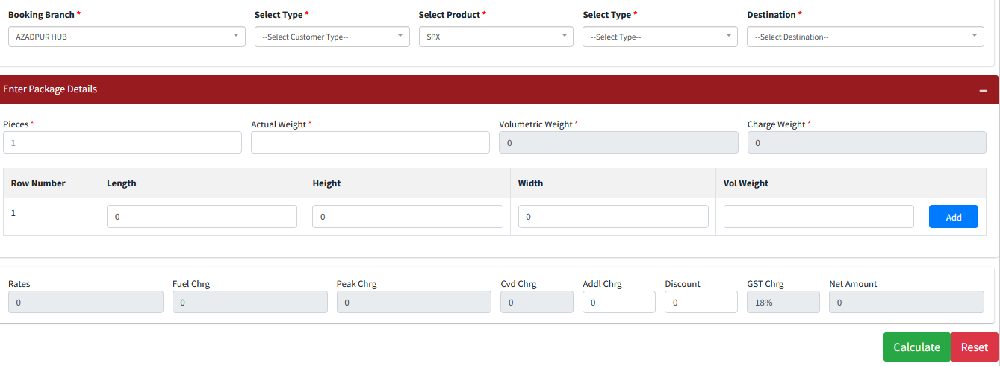 Booking Branch * Select Type * Select Product * Select Type * Destination *
AZADPUR HUB --Select Customer Type-- SPX --Select Type-- --Select Destination--
Enter Package Details
Pieces * Actual Weight * Volumetric Weight * Charge Weight *
1 0 0
Row Number Length Height Width Vol Weight
1 0 0 0 Add
Rates Fuel Chrg Peak Chrg Cvd Chrg Addl Chrg Discount GST Chrg Net Amount
0 0 0 0 0 0 18% 0
Calculate Reset